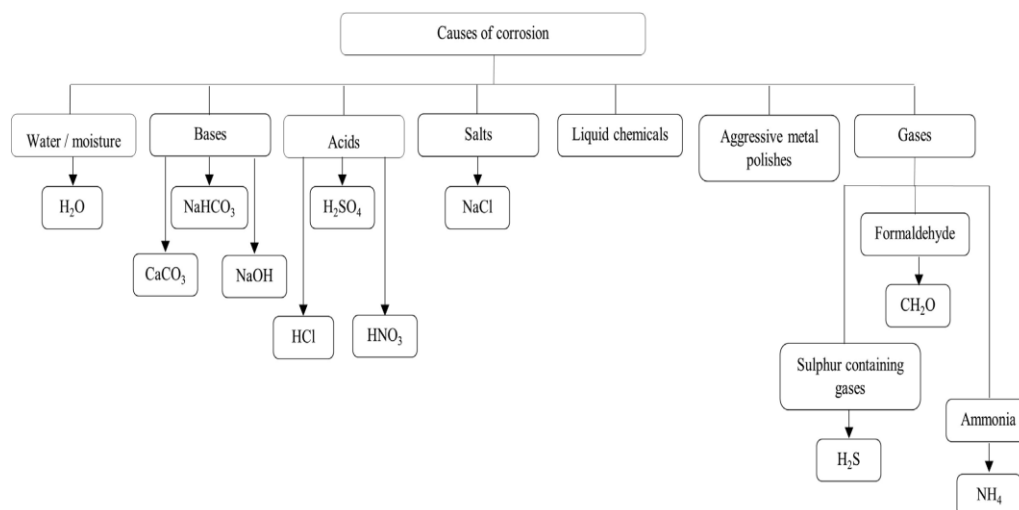 Causes of corrosion
Water / moisture
Bases
Acids
Salts
Liquid chemicals
Aggressive metal
polishes
Gases
H₂O
NaHCO₃
H₂SO₄
NaCl
Formaldehyde
CaCO₃
NaOH
CH₂O
HCl
HNO₃
Sulphur containing
gases
Ammonia
H₂S
NH₄